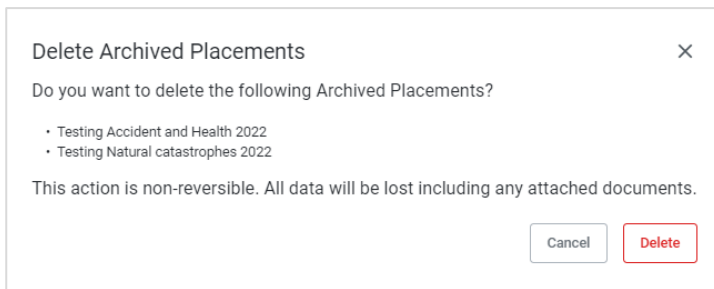 Delete Archived Placements
Do you want to delete the following Archived Placements?
• Testing Accident and Health 2022
• Testing Natural catastrophes 2022
This action is non-reversible. All data will be lost including any attached documents.
Cancel Delete